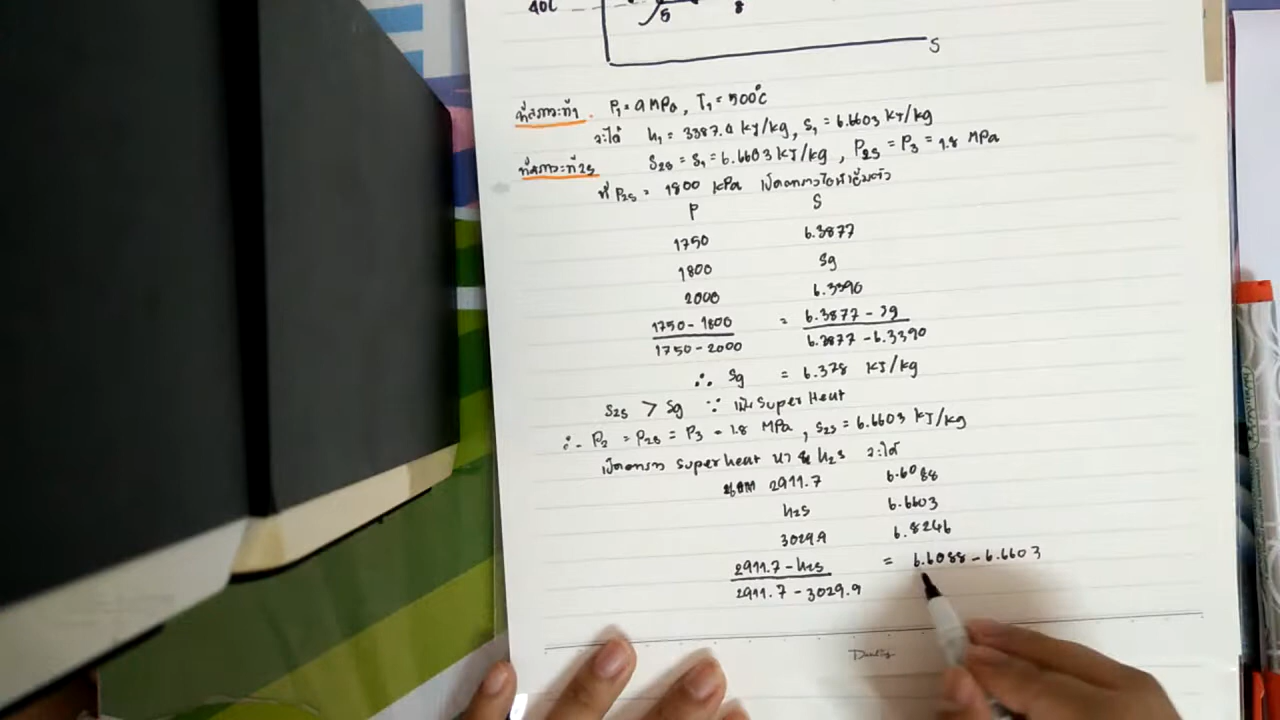 40C
5 8
S
ที่สภาวะที่1 . P₁ = 9 MPa , T₁ = 500°C
จะได้ h₁ = 3387.4 kJ/kg , S₁ = 6.6603 kJ/kg
ที่สภาวะที่2s S₂s = S₁ = 6.6603 kJ/kg , P₂s = P₃ = 1.8 MPa
ที่ P₂s = 1800 kPa เปิดตารางไอน้ำอิ่มตัว
P S
1750 6.3877
1800 Sg
2000 6.3390
1750 - 1800 = 6.3877 - Sg
1750 - 2000 6.3877 - 6.3390
∴ Sg = 6.378 kJ/kg
S₂s > Sg ∵ เป็น Super Heat
∴ P₂ = P₂s = P₃ = 1.8 MPa , S₂s = 6.6603 kJ/kg
เปิดตาราง Super heat หา h₂s จะได้
2911.7 6.6088
h₂s 6.6603
3029.9 6.8246
2911.7 - h₂s = 6.6088 - 6.6603
2911.7 - 3029.9